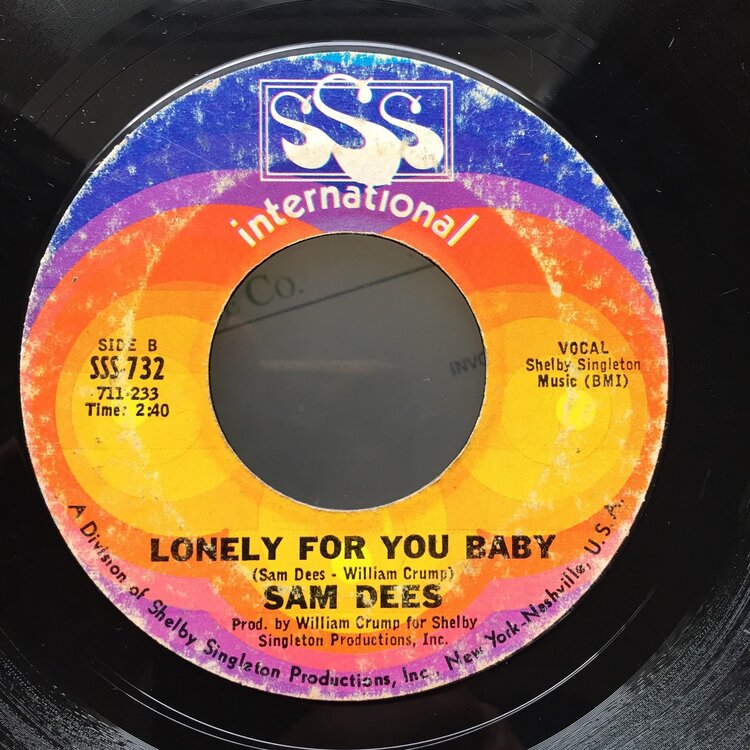 SSS
international
SIDE B
SSS-732
711-233
Time: 2:40
VOCAL
Shelby Singleton
Music (BMI)
Co.
INVO
LONELY FOR YOU BABY
(Sam Dees - William Crump)
SAM DEES
Prod. by William Crump for Shelby
Singleton Productions, Inc.
A Division of Shelby Singleton Productions, Inc., New York-Nashville, U.S.A.